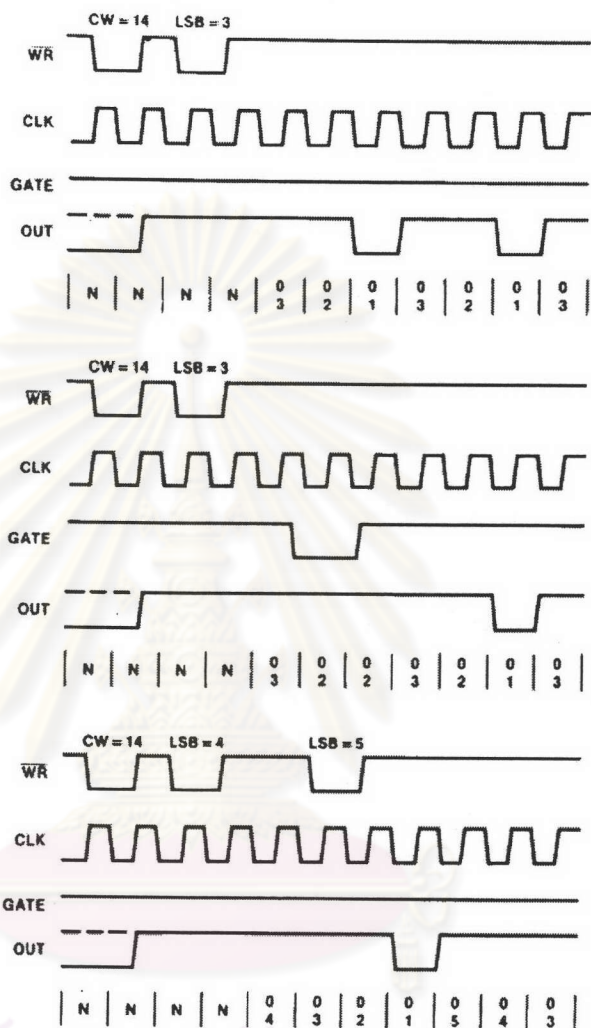 CW = 14 LSB = 3
WR
CLK
GATE
OUT
| N | N | N | N | 0 3 | 0 2 | 0 1 | 0 3 | 0 2 | 0 1 | 0 3 |
CW = 14 LSB = 3
WR
CLK
GATE
OUT
| N | N | N | N | 0 3 | 0 2 | 0 2 | 0 3 | 0 2 | 0 1 | 0 3 |
CW = 14 LSB = 4 LSB = 5
WR
CLK
GATE
OUT
| N | N | N | N | 0 4 | 0 3 | 0 2 | 0 1 | 0 5 | 0 4 | 0 3 |